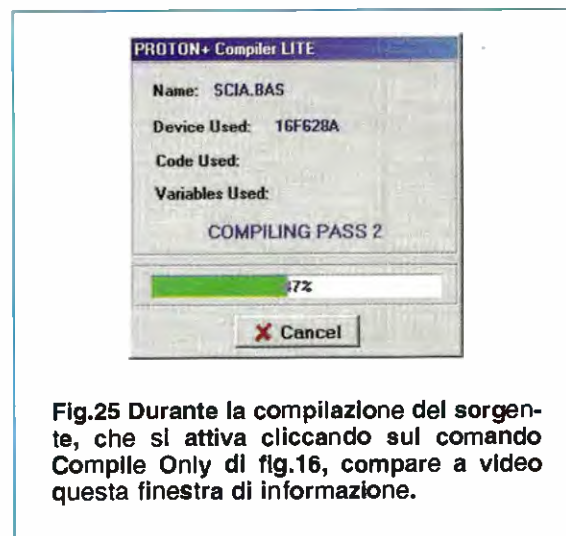 PROTON+ Compiler LITE
Name: SCIA.BAS
Device Used: 16F628A
Code Used:
Variables Used:
COMPILING PASS 2
47%
Cancel
Fig.25 Durante la compilazione del sorgen-
te, che si attiva cliccando sul comando
Compile Only di fig.16, compare a video
questa finestra di informazione.